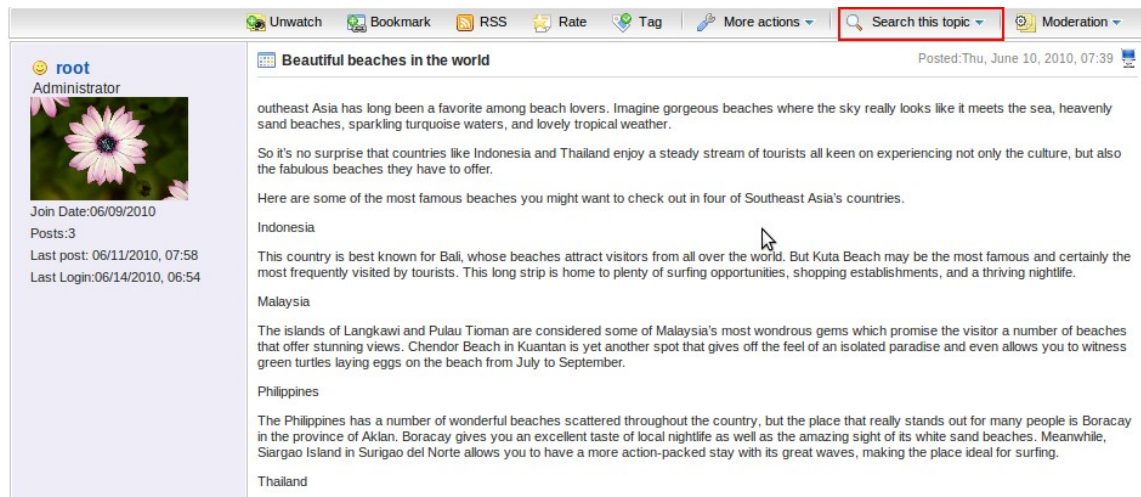 Unwatch Bookmark RSS Rate Tag More actions Search this topic Moderation
root
Administrator
Join Date:06/09/2010
Posts:3
Last post: 06/11/2010, 07:58
Last Login:06/14/2010, 06:54
Beautiful beaches in the world
Posted:Thu, June 10, 2010, 07:39
outheast Asia has long been a favorite among beach lovers. Imagine gorgeous beaches where the sky really looks like it meets the sea, heavenly
sand beaches, sparkling turquoise waters, and lovely tropical weather.
So it's no surprise that countries like Indonesia and Thailand enjoy a steady stream of tourists all keen on experiencing not only the culture, but also
the fabulous beaches they have to offer.
Here are some of the most famous beaches you might want to check out in four of Southeast Asia's countries.
Indonesia
This country is best known for Bali, whose beaches attract visitors from all over the world. But Kuta Beach may be the most famous and certainly the
most frequently visited by tourists. This long strip is home to plenty of surfing opportunities, shopping establishments, and a thriving nightlife.
Malaysia
The islands of Langkawi and Pulau Tioman are considered some of Malaysia's most wondrous gems which promise the visitor a number of beaches
that offer stunning views. Chendor Beach in Kuantan is yet another spot that gives off the feel of an isolated paradise and even allows you to witness
green turtles laying eggs on the beach from July to September.
Philippines
The Philippines has a number of wonderful beaches scattered throughout the country, but the place that really stands out for many people is Boracay
in the province of Aklan. Boracay gives you an excellent taste of local nightlife as well as the amazing sight of its white sand beaches. Meanwhile,
Siargao Island in Surigao del Norte allows you to have a more action-packed stay with its great waves, making the place ideal for surfing.
Thailand